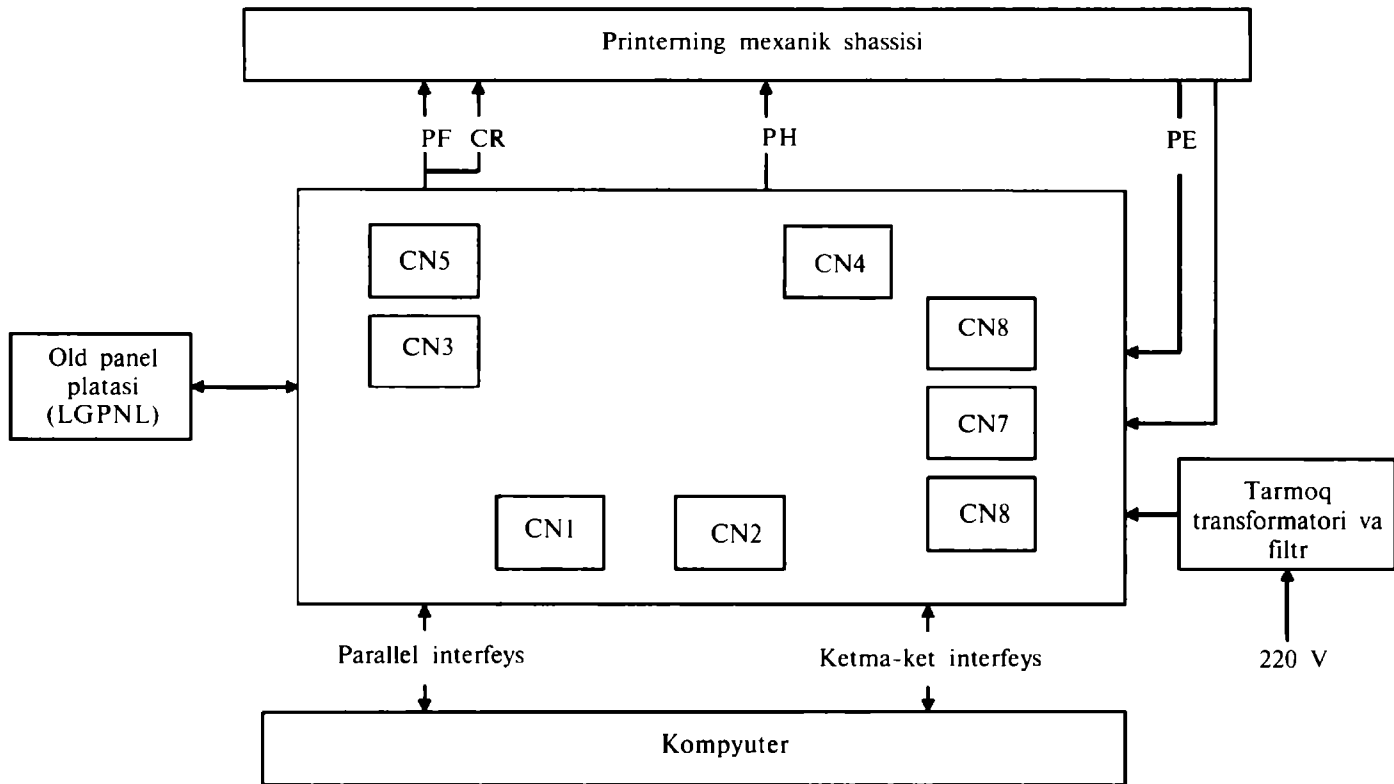 Printerning mexanik shassisi
PF CR
PH
PE
CN5
CN4
CN8
CN3
Old panel
platasi
(LGPNL)
CN7
CN8
CN1
CN2
Tarmoq
transformatori va
filtr
Parallel interfeys
Ketma-ket interfeys
220 V
Kompyuter